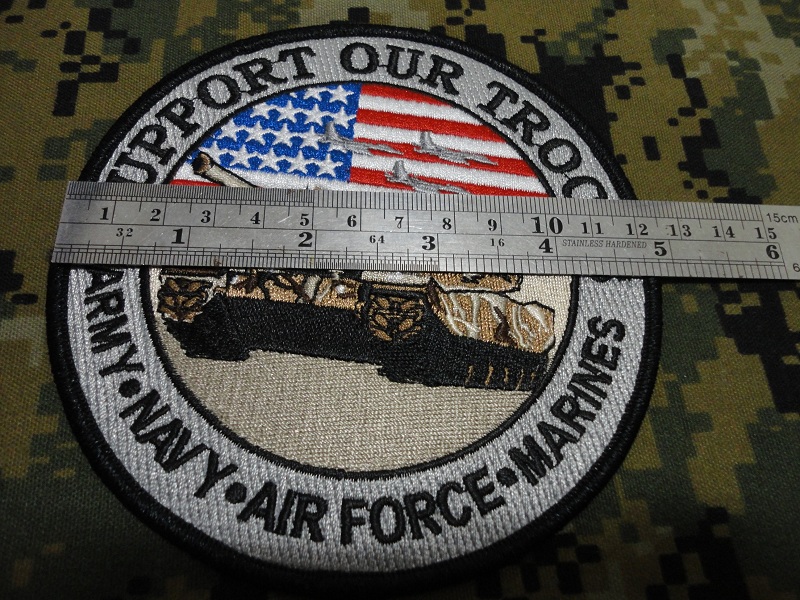 UPPORT OUR TROO
1 2 3 4 5 6 7 8 9 10 11 12 13 14 15 15cm
32 1 2 64 3 16 4 STAINLESS HARDENED 5 6 6
ARMY•NAVY•AIR FORCE•MARINES